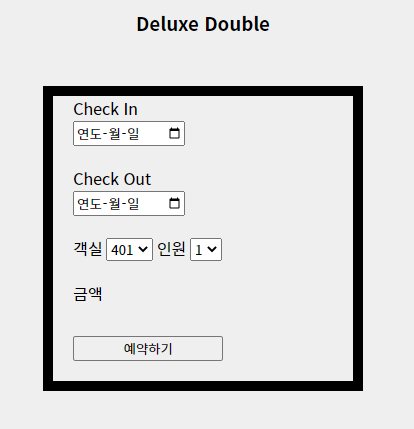 Deluxe Double
Check In
연도-월-일
Check Out
연도-월-일
객실 401 인원 1
금액
예약하기